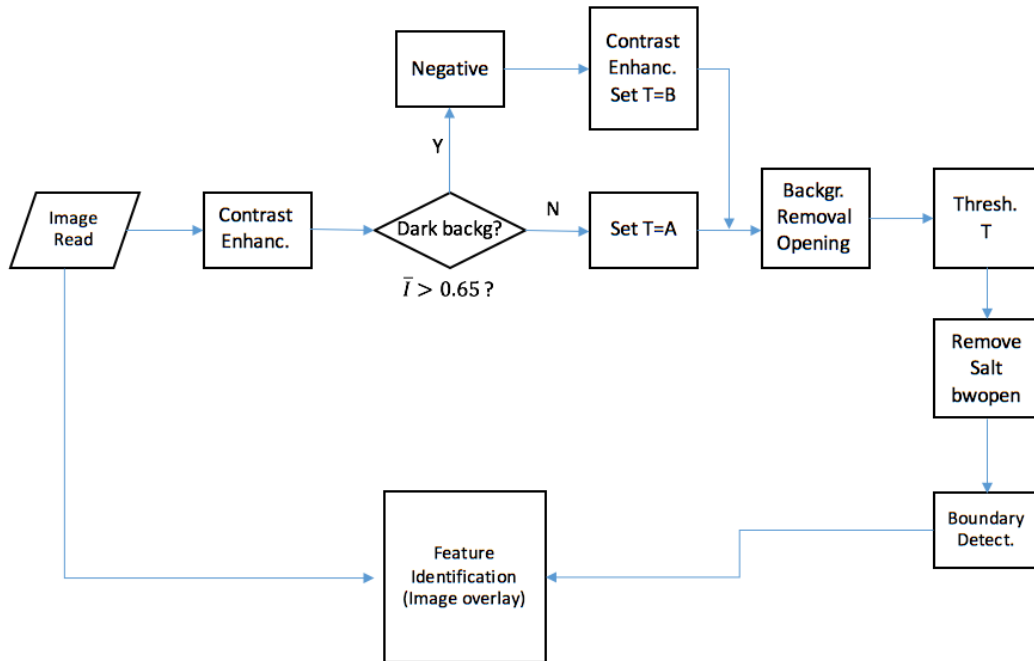 Negative
Contrast
Enhanc.
Set T=B
Y
Image
Read
Contrast
Enhanc.
Dark backg?
N
Set T=A
Backgr.
Removal
Opening
Thresh.
T
Ī > 0.65 ?
Remove
Salt
bwopen
Boundary
Detect.
Feature
Identification
(Image overlay)